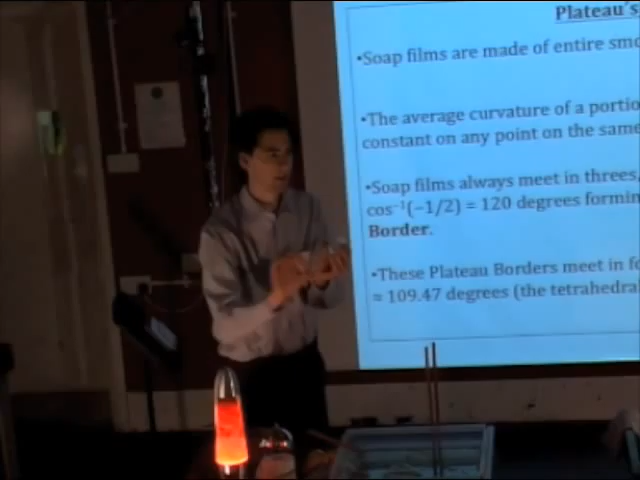 Plateau's
•Soap films are made of entire smo
•The average curvature of a portio
constant on any point on the same
•Soap films always meet in threes,
cos⁻¹(−1/2) = 120 degrees formin
Border.
•These Plateau Borders meet in fo
= 109.47 degrees (the tetrahedral